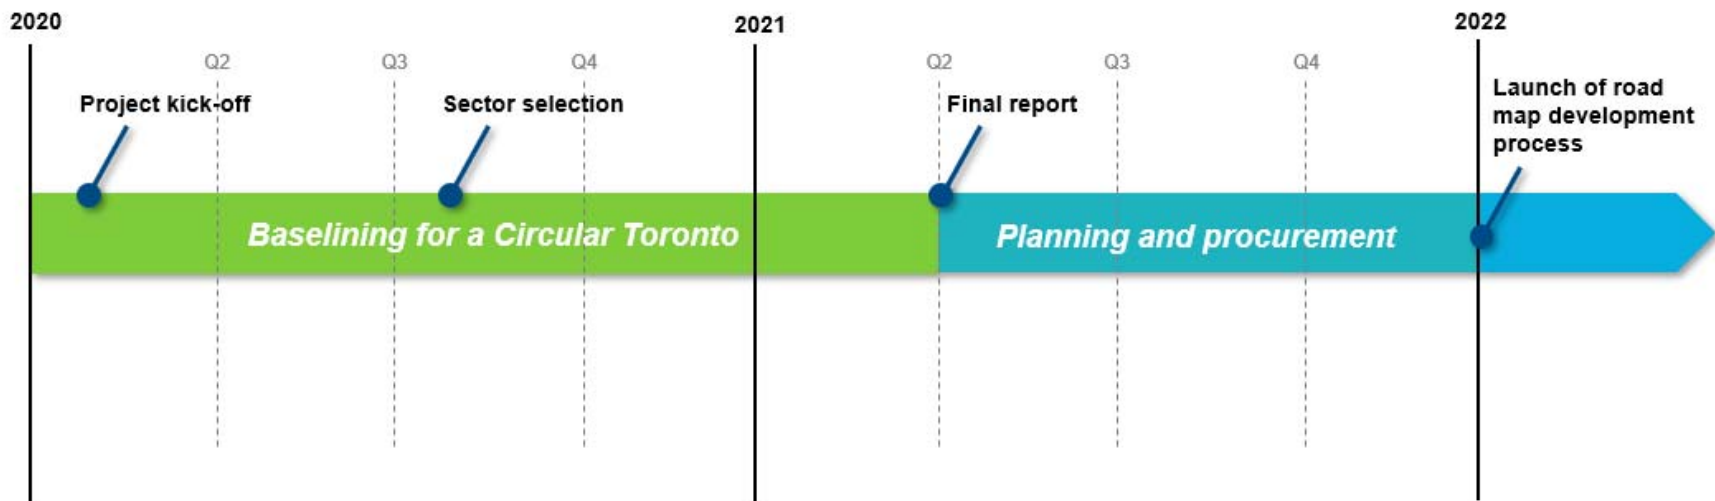 2020
2021
2022
Q2
Q3
Q4
Q2
Q3
Q4
Project kick-off
Sector selection
Final report
Launch of road
map development
process
Baselining for a Circular Toronto
Planning and procurement